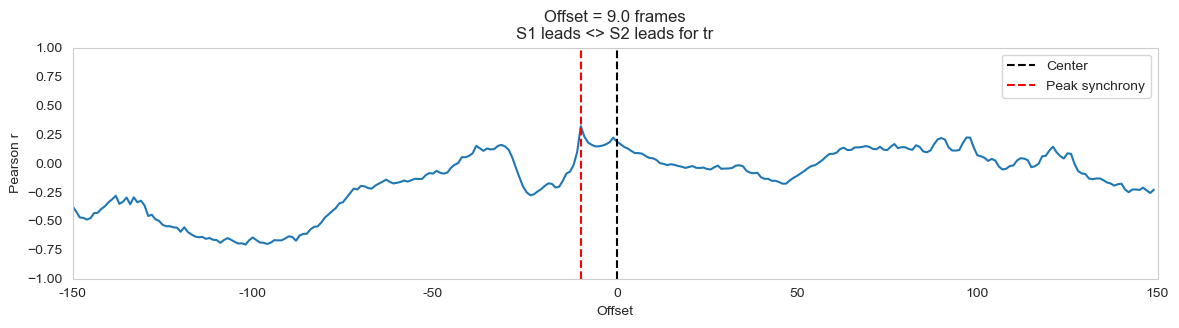 Offset = 9.0 frames
S1 leads <> S2 leads for tr
1.00
0.75
0.50
0.25
0.00
−0.25
−0.50
−0.75
−1.00
Pearson r
Center
Peak synchrony
-150
-100
-50
0
50
100
150
Offset